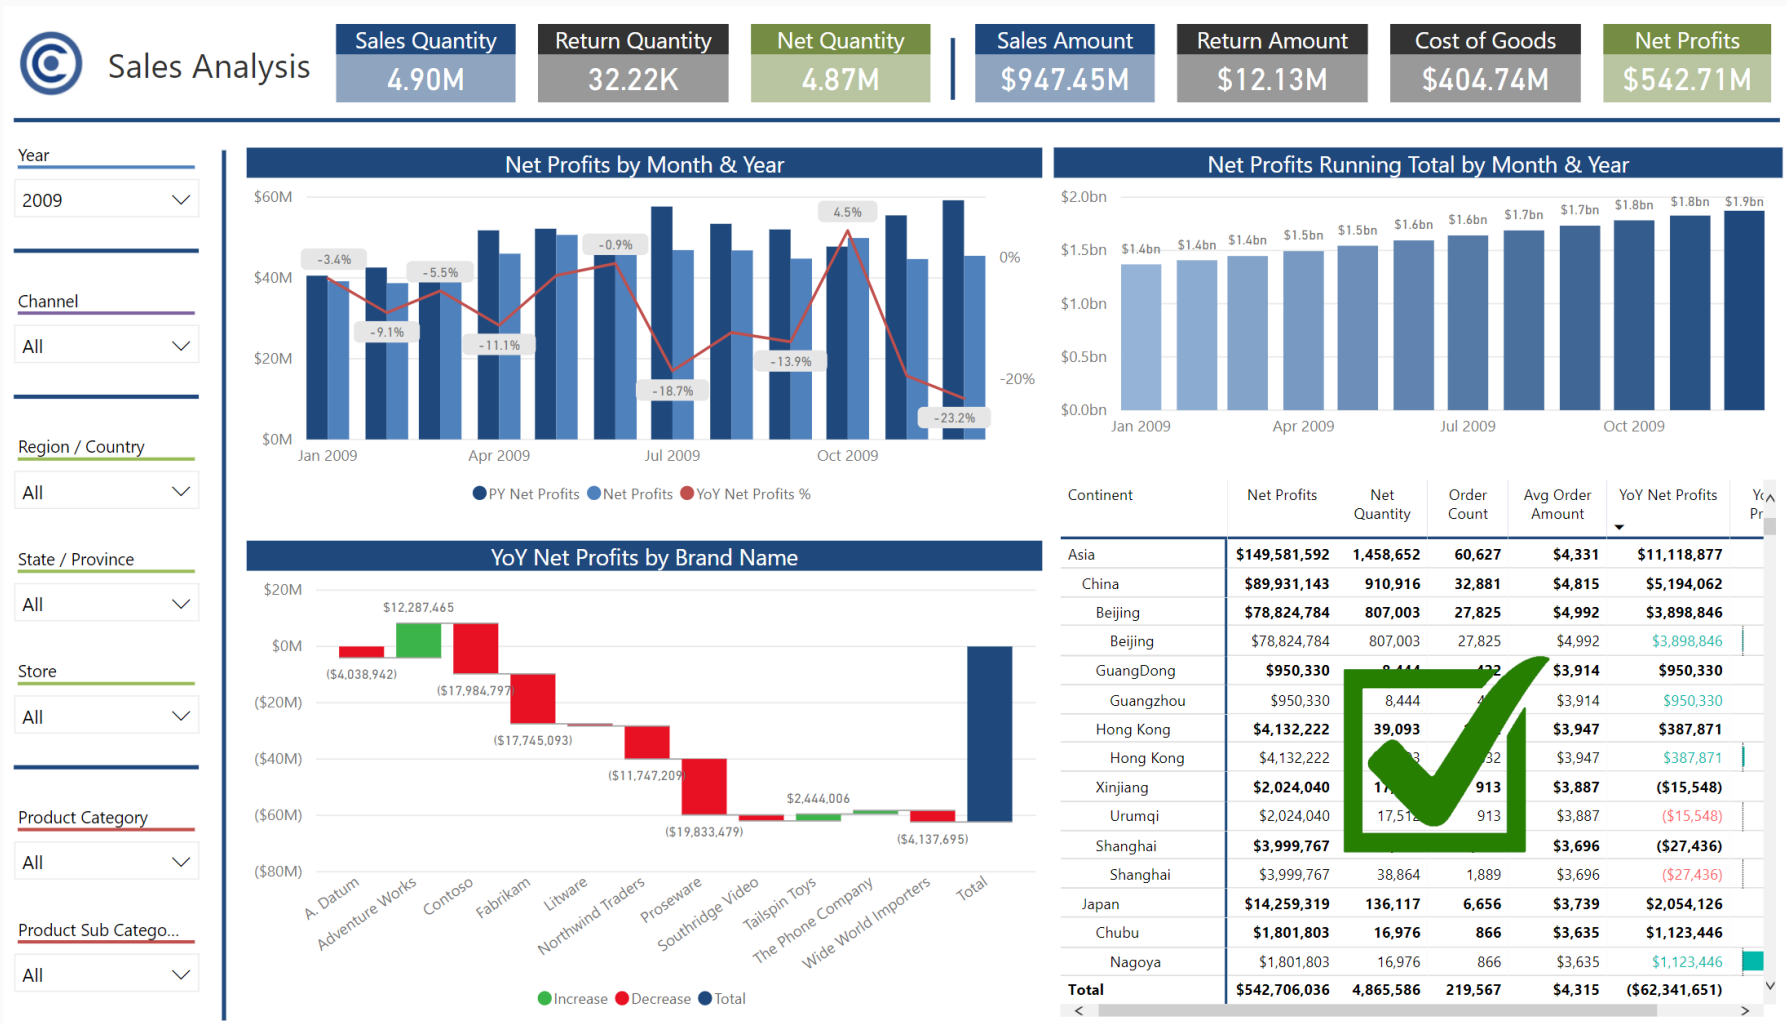 Sales Analysis
Sales Quantity
4.90M
Return Quantity
32.22K
Net Quantity
4.87M
Sales Amount
$947.45M
Return Amount
$12.13M
Cost of Goods
$404.74M
Net Profits
$542.71M
Year
2009
Channel
All
Region / Country
All
State / Province
All
Store
All
Product Category
All
Product Sub Catego...
All
Net Profits by Month & Year
$60M
$40M
$20M
$0M
0%
-20%
-3.4%
-9.1%
-5.5%
-11.1%
-0.9%
-18.7%
-13.9%
4.5%
-23.2%
Jan 2009
Apr 2009
Jul 2009
Oct 2009
PY Net Profits Net Profits YoY Net Profits %
Net Profits Running Total by Month & Year
$2.0bn
$1.5bn
$1.0bn
$0.5bn
$0.0bn
$1.4bn
$1.4bn
$1.4bn
$1.5bn
$1.5bn
$1.6bn
$1.6bn
$1.7bn
$1.7bn
$1.8bn
$1.8bn
$1.9bn
Jan 2009
Apr 2009
Jul 2009
Oct 2009
YoY Net Profits by Brand Name
$20M
$0M
($20M)
($40M)
($60M)
($80M)
($4,038,942)
$12,287,465
($17,984,797)
($17,745,093)
($11,747,209
($19,833,479)
$2,444,006
($4,137,695)
A. Datum
Adventure Works
Contoso
Fabrikam
Litware
Northwind Traders
Proseware
Southridge Video
Tailspin Toys
The Phone Company
Wide World Importers
Total
Increase Decrease Total
Continent Net Profits Net Quantity Order Count Avg Order Amount YoY Net Profits
Asia $149,581,592 1,458,652 60,627 $4,331 $11,118,877
China $89,931,143 910,916 32,881 $4,815 $5,194,062
Beijing $78,824,784 807,003 27,825 $4,992 $3,898,846
Beijing $78,824,784 807,003 27,825 $4,992 $3,898,846
GuangDong $950,330 $3,914 $950,330
Guangzhou $950,330 8,444 $3,914 $950,330
Hong Kong $4,132,222 39,093 $3,947 $387,871
Hong Kong $4,132,222 $3,947 $387,871
Xinjiang $2,024,040 913 $3,887 ($15,548)
Urumqi $2,024,040 17,512 913 $3,887 ($15,548)
Shanghai $3,999,767 $3,696 ($27,436)
Shanghai $3,999,767 38,864 1,889 $3,696 ($27,436)
Japan $14,259,319 136,117 6,656 $3,739 $2,054,126
Chubu $1,801,803 16,976 866 $3,635 $1,123,446
Nagoya $1,801,803 16,976 866 $3,635 $1,123,446
Total $542,706,036 4,865,586 219,567 $4,315 ($62,341,651)